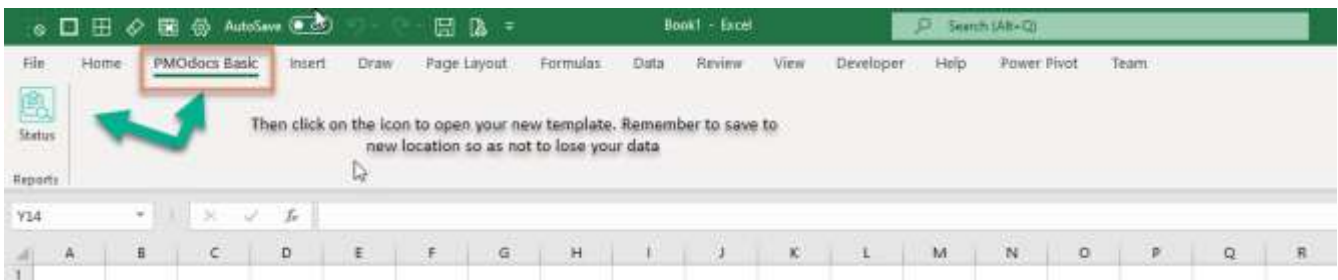 AutoSave Book1 - Excel Search (Alt+Q)
File Home PMOdocs Basic Insert Draw Page Layout Formulas Data Review View Developer Help Power Pivot Team
Then click on the icon to open your new template. Remember to save to
Status
new location so as not to lose your data
Reports
Y14 fx
A B C D E F G H I J K L M N O P Q R
1